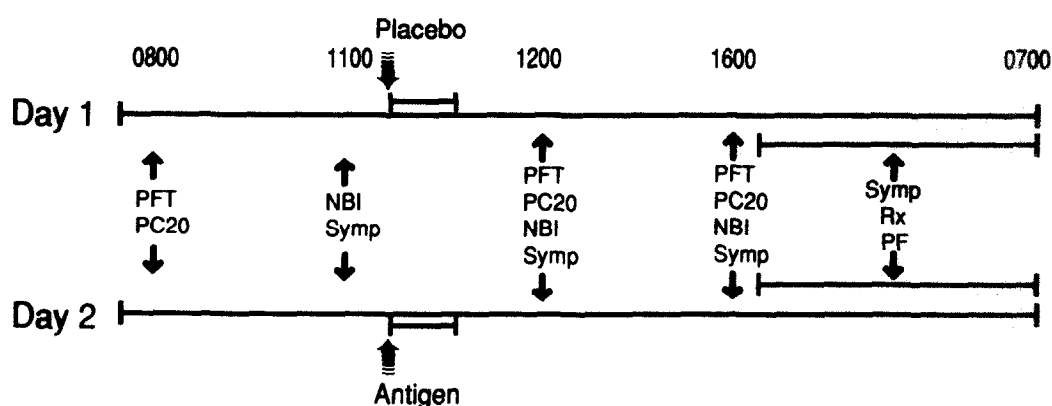 Placebo
0800 1100 1200 1600 0700
Day 1
PFT
PC20
NBI
Symp
PFT
PC20
NBI
Symp
PFT
PC20
NBI
Symp
Symp
Rx
PF
Day 2
Antigen